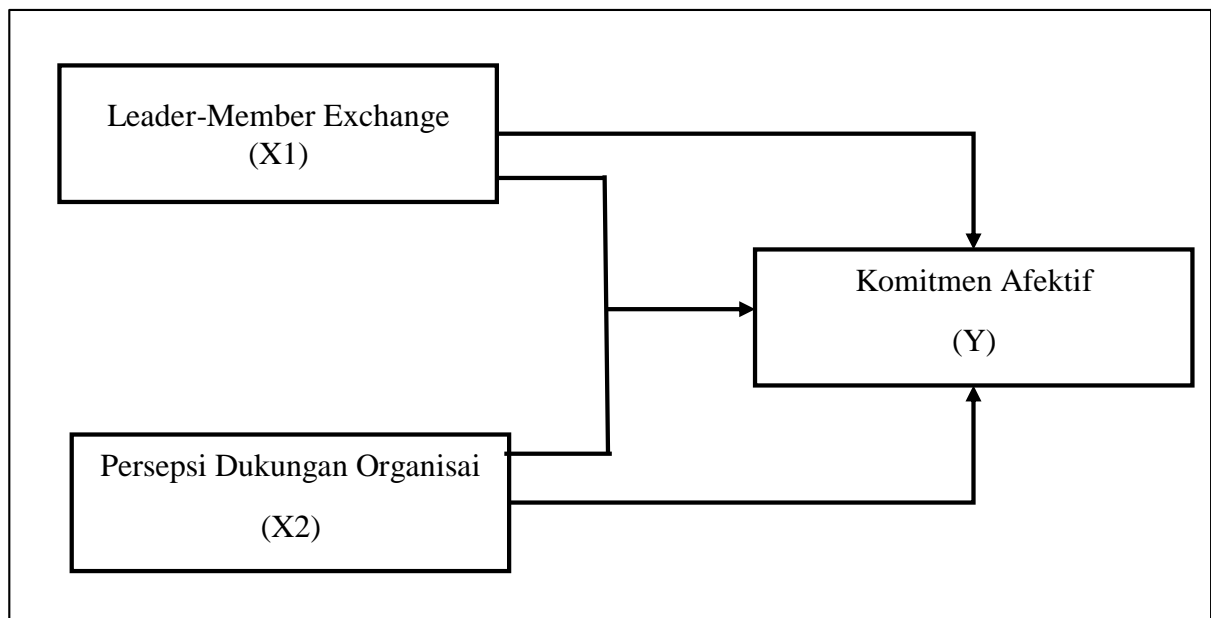 Leader-Member Exchange
(X1)
Komitmen Afektif
(Y)
Persepsi Dukungan Organisai
(X2)